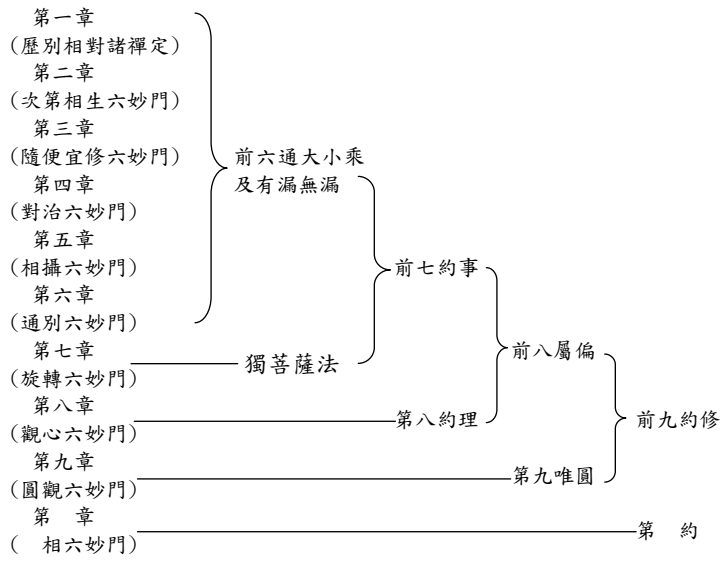 第一章
(歷別相對諸禪定)
第二章
(次第相生六妙門)
第三章
(隨便宜修六妙門)
第四章
(對治六妙門)
第五章
(相攝六妙門)
第六章
(通別六妙門)
第七章
(旋轉六妙門)
第八章
(觀心六妙門)
第九章
(圓觀六妙門)
第 章
( 相六妙門)
前六通大小乘
及有漏無漏
獨菩薩法
前七約事
第八約理
前八屬偏
第九唯圓
前九約修
第 約